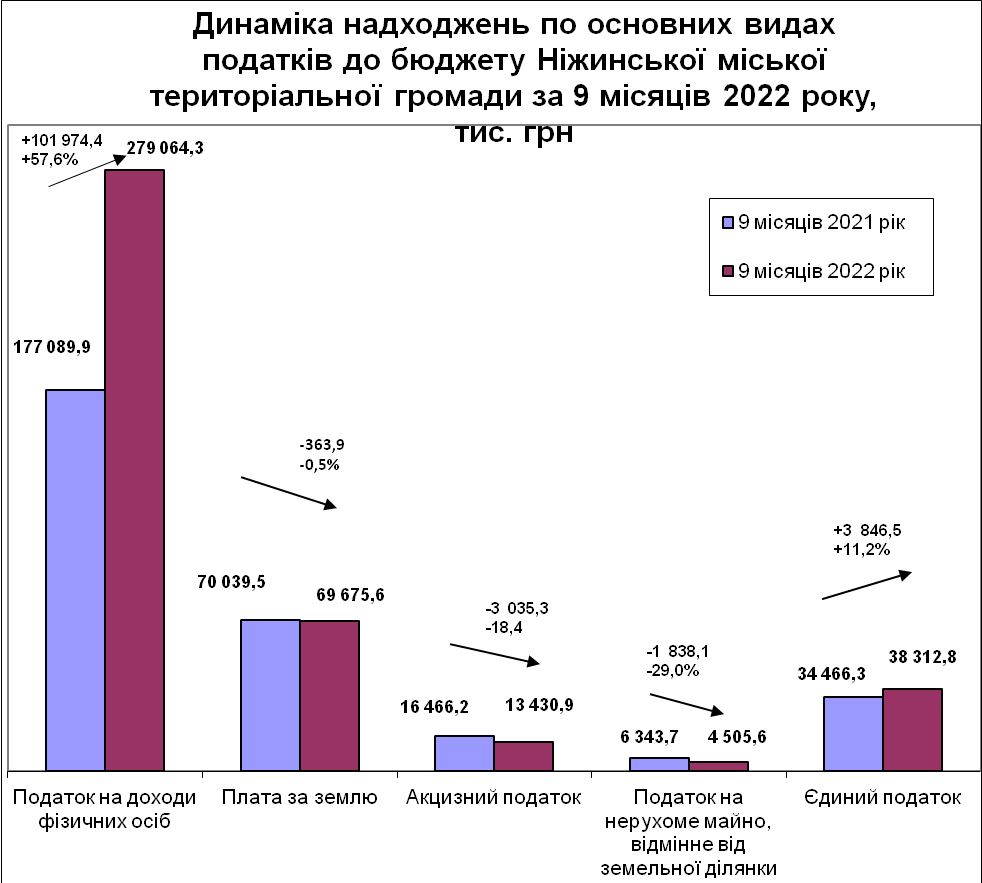 Динаміка надходжень по основних видах
податків до бюджету Ніжинської міської
територіальної громади за 9 місяців 2022 року,
тис. грн
+101 974,4
+57,6%
279 064,3
9 місяців 2021 рік
9 місяців 2022 рік
177 089,9
-363,9
-0,5%
70 039,5
69 675,6
-3 035,3
-18,4
16 466,2
13 430,9
-1 838,1
-29,0%
6 343,7
4 505,6
+3 846,5
+11,2%
34 466,3
38 312,8
Податок на доходи
фізичних осіб
Плата за землю
Акцизний податок
Податок на
нерухоме майно,
відмінне від
земельної ділянки
Єдиний податок